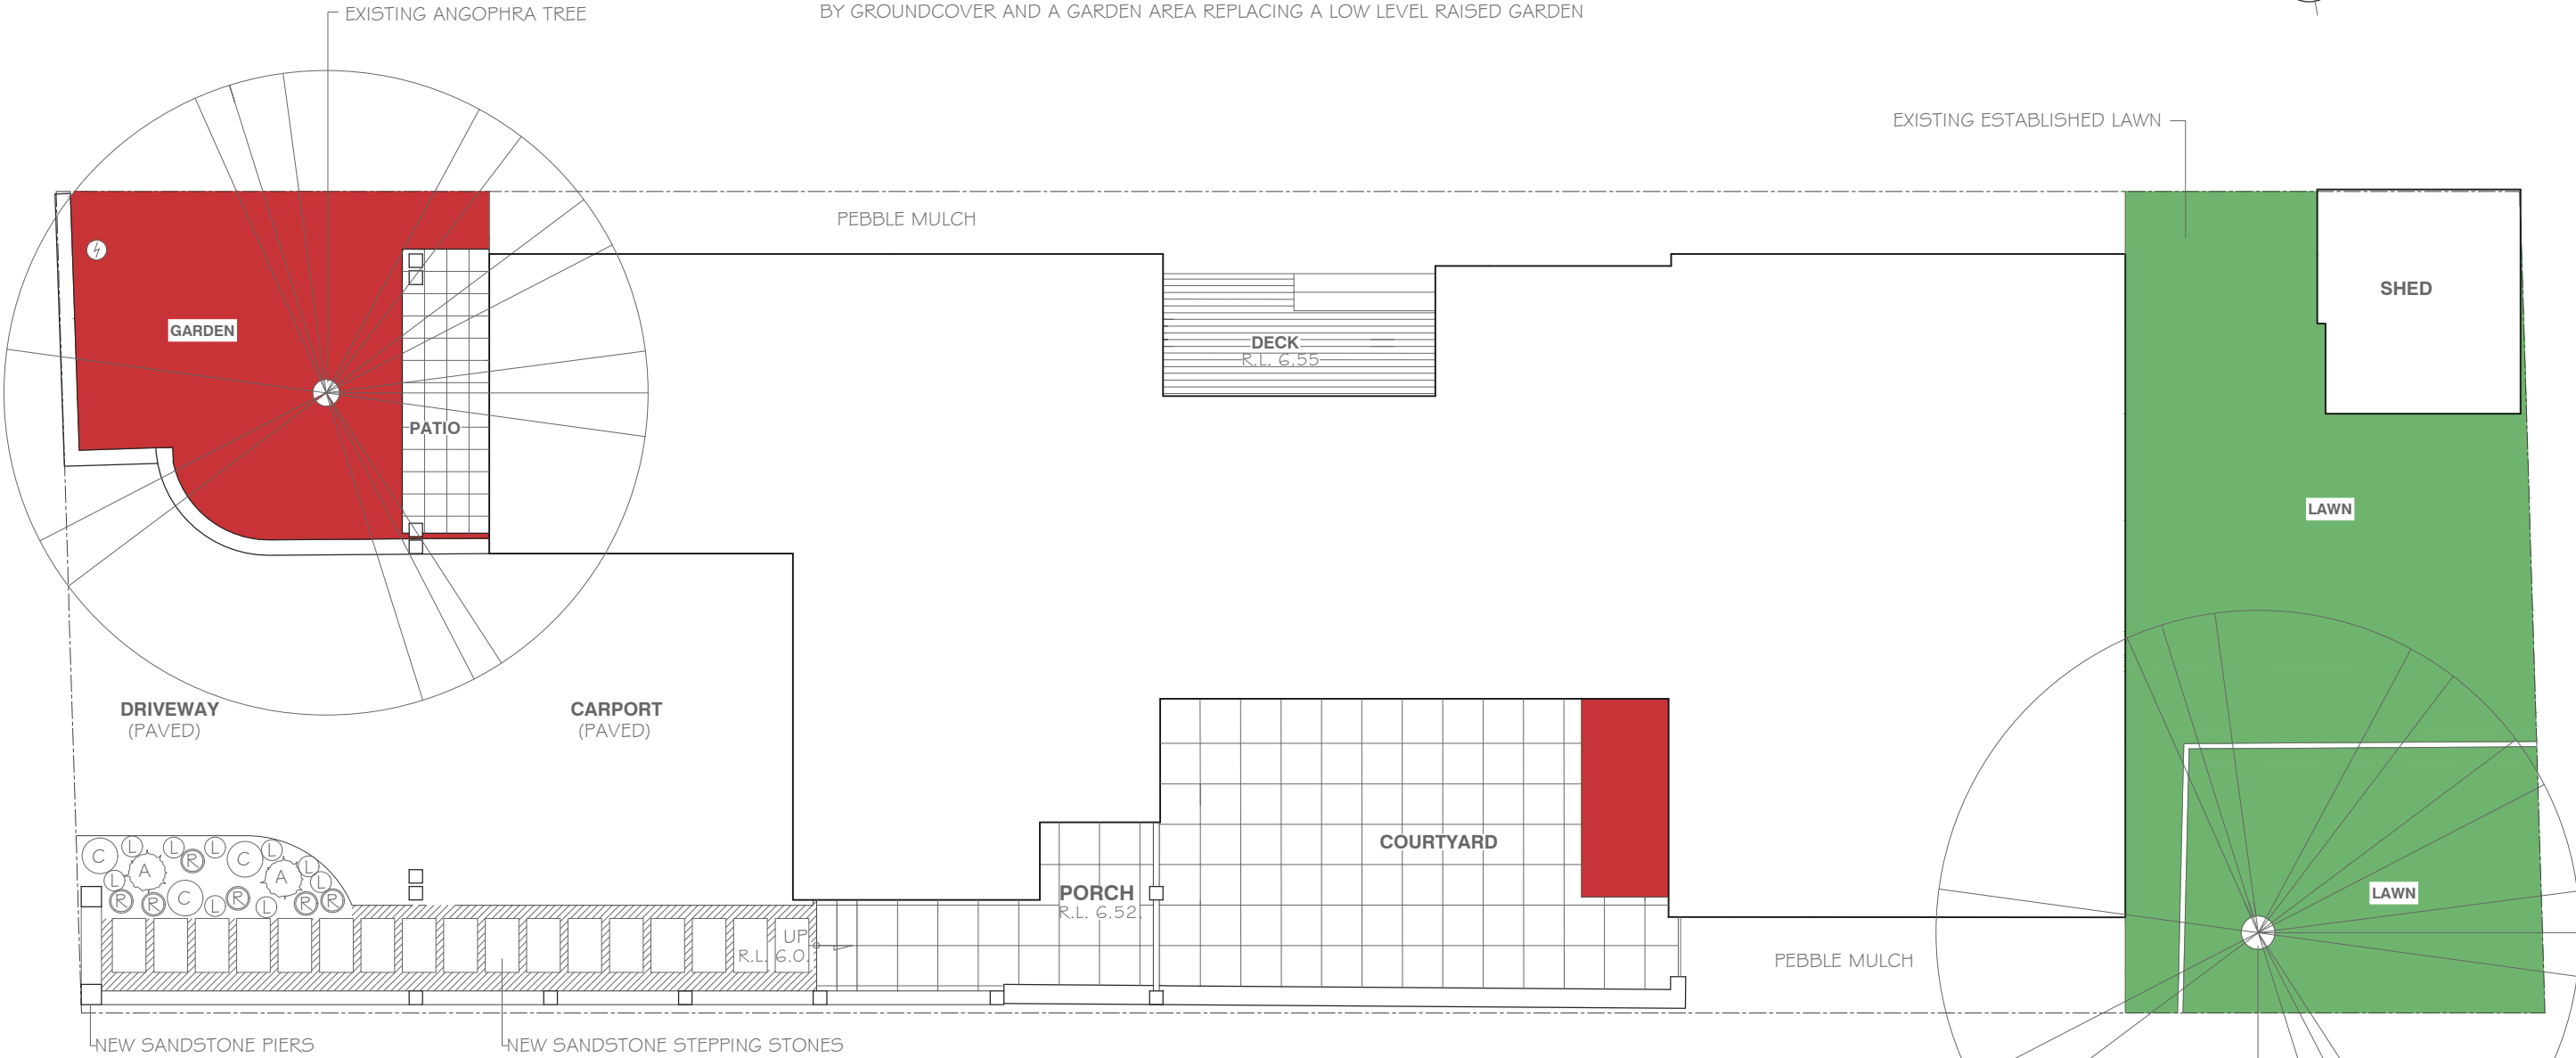 EXISTING ANGOPHRA TREE
BY GROUNDCOVER AND A GARDEN AREA REPLACING A LOW LEVEL RAISED GARDEN
EXISTING ESTABLISHED LAWN
PEBBLE MULCH
SHED
GARDEN
DECK
R.L. 6.55
PATIO
LAWN
DRIVEWAY
(PAVED)
CARPORT
(PAVED)
COURTYARD
C
L
L
L
L
R
C
A
L
A
L
L
R
R
C
L
R
L
R
R
PORCH
R.L. 6.52
LAWN
UP
R.L. 6.0
PEBBLE MULCH
NEW SANDSTONE PIERS
NEW SANDSTONE STEPPING STONES